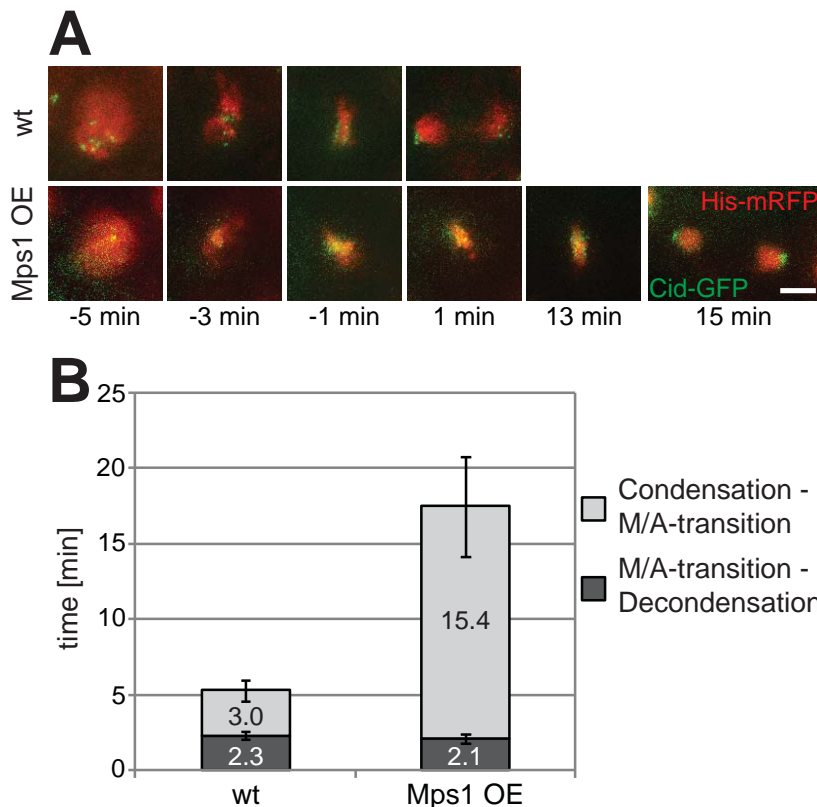 A
wt
Mps1 OE
His-mRFP
Cid-GFP
-5 min
-3 min
-1 min
1 min
13 min
15 min
B
25
20
15
10
5
0
time [min]
3.0
2.3
15.4
2.1
wt
Mps1 OE
Condensation -
M/A-transition
M/A-transition -
Decondensation